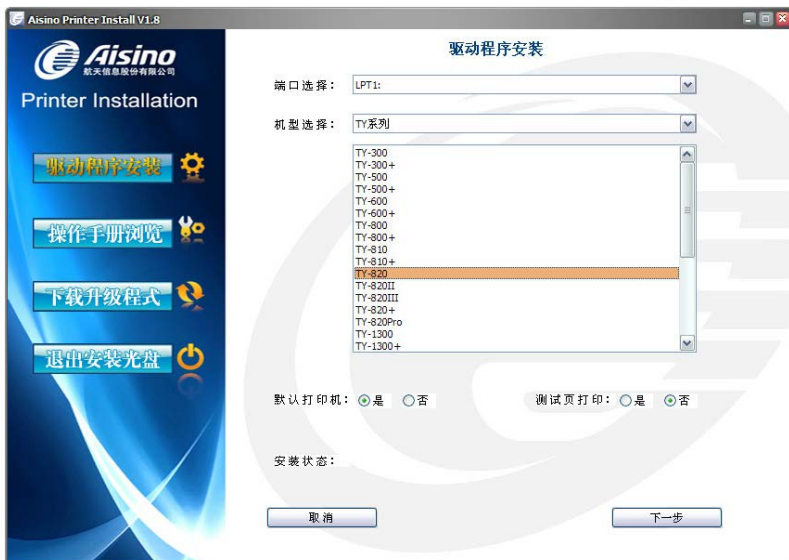 Aisino Printer Install V1.8
Aisino
航天信息股份有限公司
Printer Installation
驱动程序安装
操作手册浏览
下载升级程式
退出安装光盘
驱动程序安装
端口选择： LPT1:
机型选择： TY系列
TY-300
TY-300+
TY-500
TY-500+
TY-600
TY-600+
TY-800
TY-800+
TY-810
TY-810+
TY-820
TY-820II
TY-820III
TY-820+
TY-820Pro
TY-1300
TY-1300+
默认打印机： 是 否 测试页打印： 是 否
安装状态：
取消 下一步